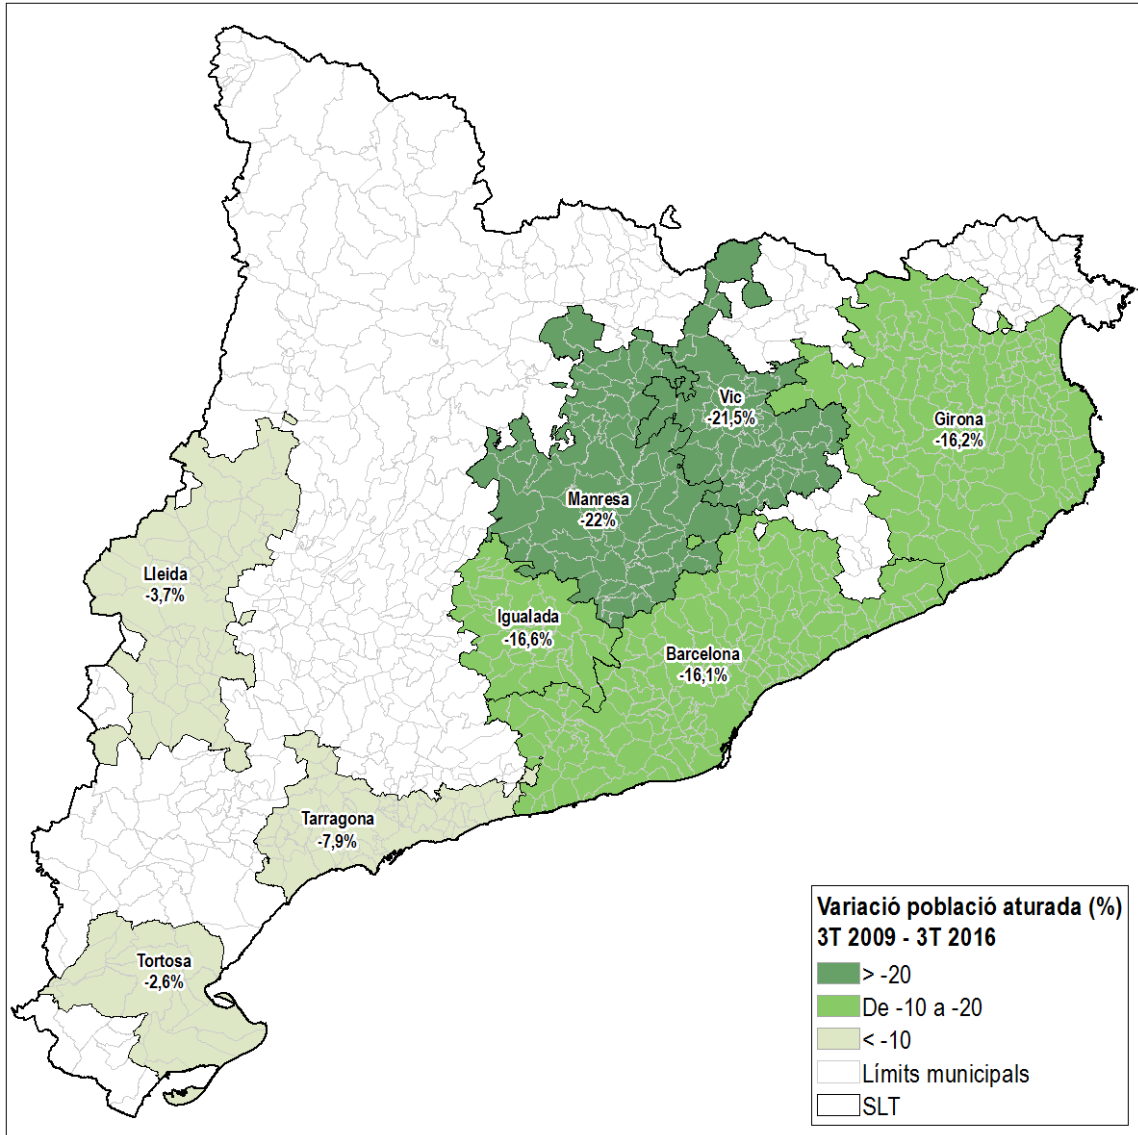 Vic
-21,5%
Girona
-16,2%
Manresa
-22%
Lleida
-3,7%
Igualada
-16,6%
Barcelona
-16,1%
Tarragona
-7,9%
Tortosa
-2,6%
Variació població aturada (%)
3T 2009 - 3T 2016
> -20
De -10 a -20
< -10
Límits municipals
SLT